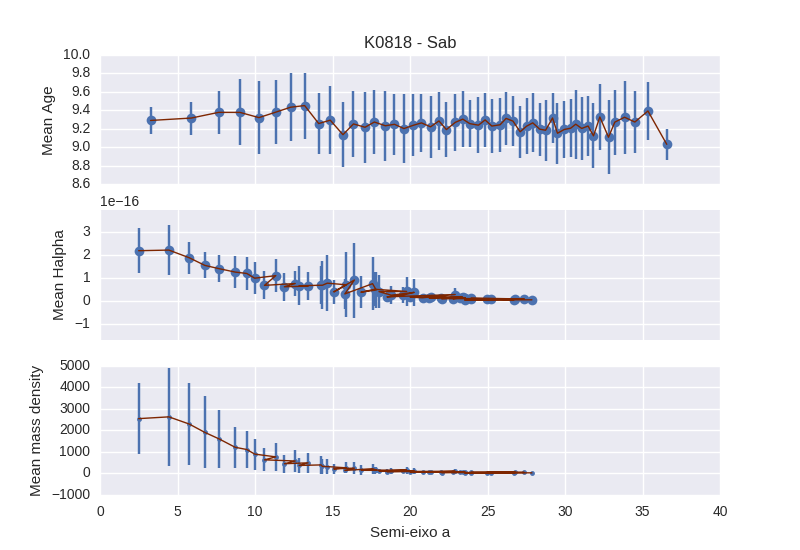 K0818 - Sab
10.0
9.8
9.6
9.4
9.2
9.0
8.8
8.6
Mean Age
1e−16
3
2
1
0
−1
Mean Halpha
5000
4000
3000
2000
1000
0
−1000
Mean mass density
0 5 10 15 20 25 30 35 40
Semi-eixo a